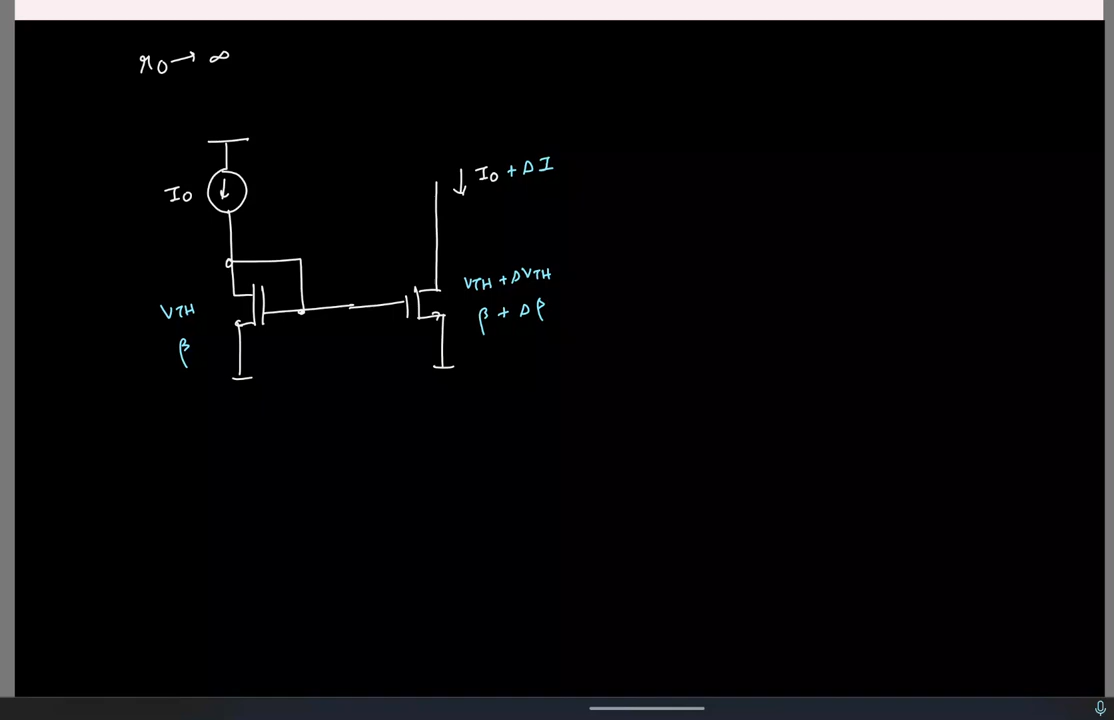 r0 → ∞
I0 + ΔI
I0
VTH + ΔVTH
VTH
β + Δβ
β